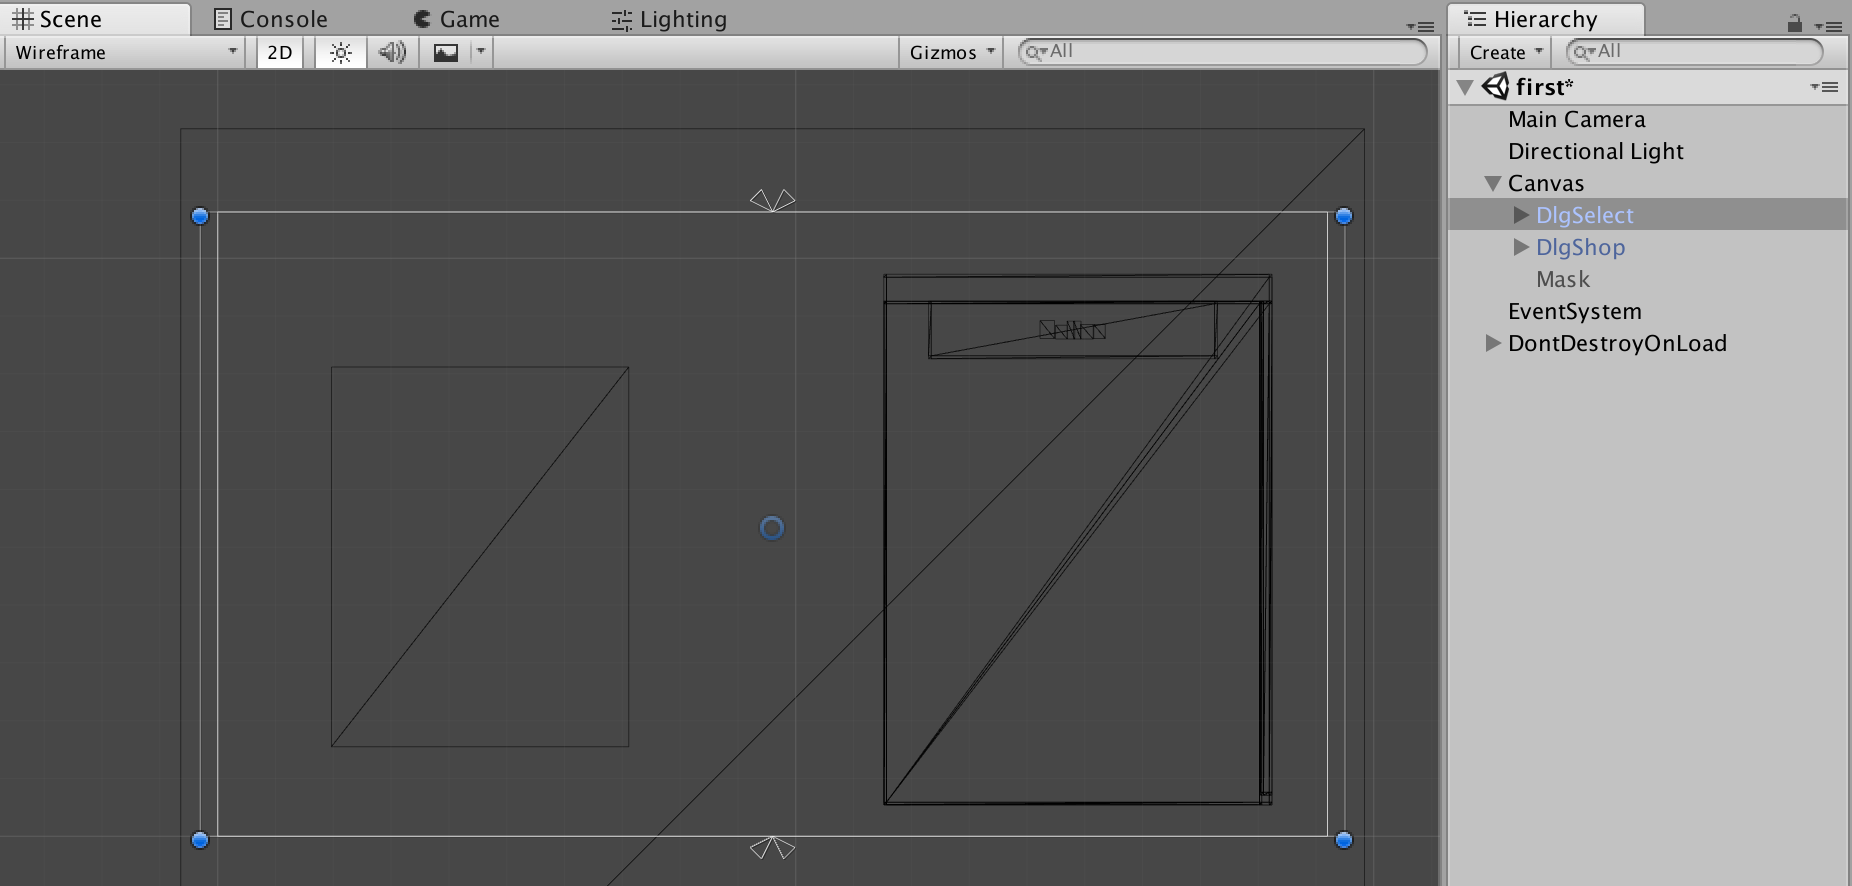 Scene Console Game Lighting
Wireframe 2D Gizmos All
Hierarchy
Create All
first*
Main Camera
Directional Light
Canvas
DlgSelect
DlgShop
Mask
EventSystem
DontDestroyOnLoad